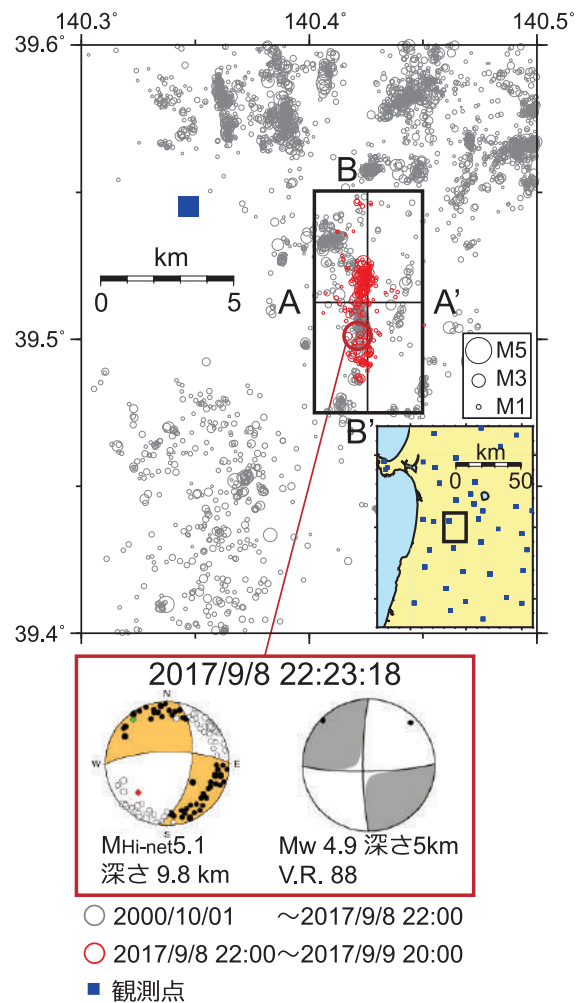 140.3˚ 140.4˚ 140.5˚
39.6˚
B
km
0 5
A A'
39.5˚
M5
M3
M1
B'
km
0 50
39.4˚
2017/9/8 22:23:18
N
W E
S
MHi-net5.1 Mw 4.9 深さ5km
深さ 9.8 km V.R. 88
2000/10/01 ～2017/9/8 22:00
2017/9/8 22:00～2017/9/9 20:00
観測点